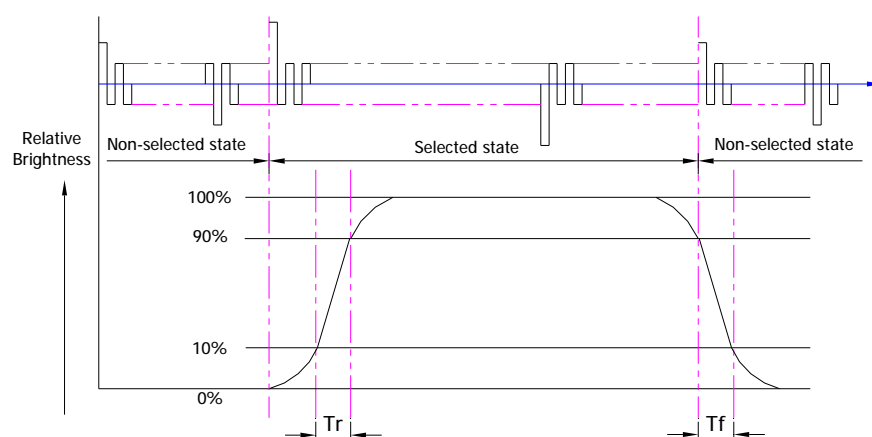 Relative
Brightness
Non-selected state
Selected state
Non-selected state
100%
90%
10%
0%
Tr
Tf